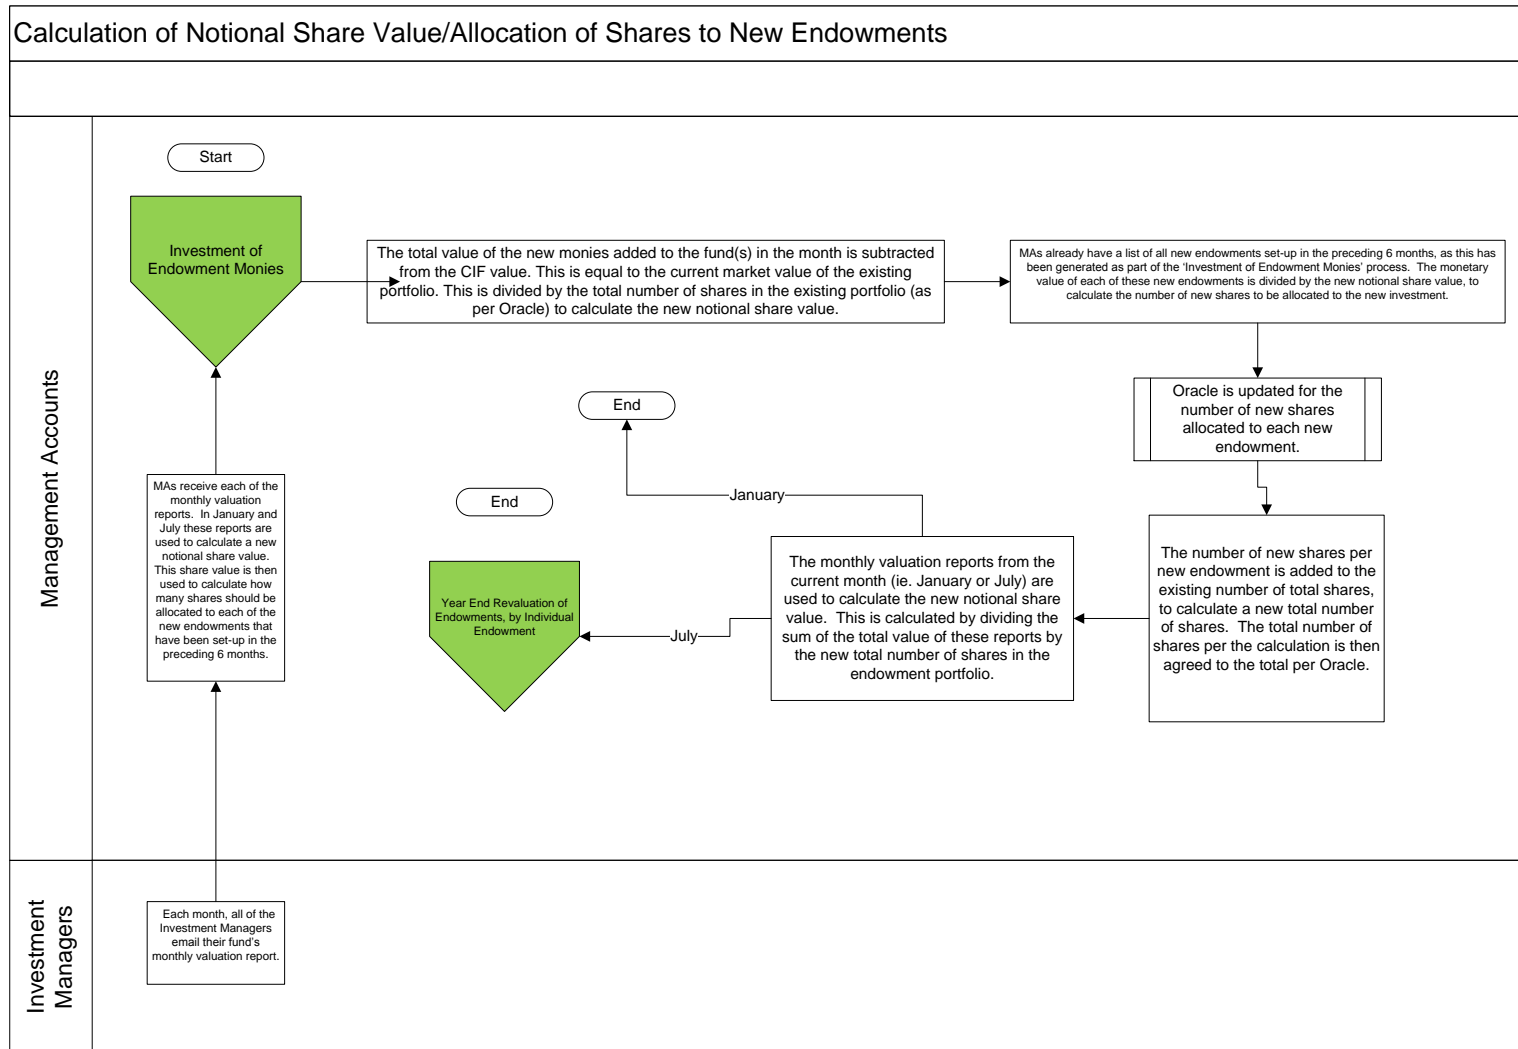 Calculation of Notional Share Value/Allocation of Shares to New Endowments
Management Accounts
Start
Investment of
Endowment Monies
The total value of the new monies added to the fund(s) in the month is subtracted
from the CIF value. This is equal to the current market value of the existing
portfolio. This is divided by the total number of shares in the existing portfolio (as
per Oracle) to calculate the new notional share value.
MAs already have a list of all new endowments set-up in the preceding 6 months, as this has
been generated as part of the ‘Investment of Endowment Monies’ process. The monetary
value of each of these new endowments is divided by the new notional share value, to
calculate the number of new shares to be allocated to the new investment.
Oracle is updated for the
number of new shares
allocated to each new
endowment.
End
January
MAs receive each of the
monthly valuation
reports. In January and
July these reports are
used to calculate a new
notional share value.
This share value is then
used to calculate how
many shares should be
allocated to each of the
new endowments that
have been set-up in the
preceding 6 months.
End
Year End Revaluation of
Endowments, by Individual
Endowment
July
The monthly valuation reports from the
current month (ie. January or July) are
used to calculate the new notional share
value. This is calculated by dividing the
sum of the total value of these reports by
the new total number of shares in the
endowment portfolio.
The number of new shares per
new endowment is added to the
existing number of total shares,
to calculate a new total number
of shares. The total number of
shares per the calculation is then
agreed to the total per Oracle.
Investment
Managers
Each month, all of the
Investment Managers
email their fund’s
monthly valuation report.